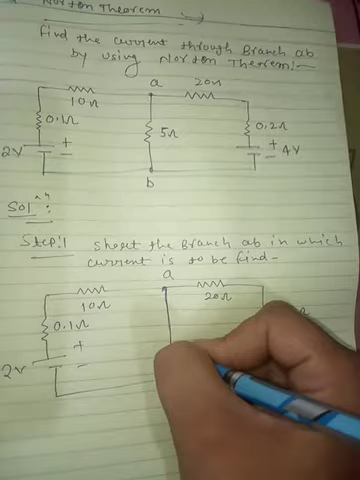 Norton Theorem
Find the current through Branch ab
by using Norton Theorem:-
a 20Ω
10Ω
0.1Ω 0.2Ω
2V + - 5Ω + - 4V
b
Solⁿ:
Step:1 Short the Branch ab in which
current is to be find-
a
10Ω 20Ω
0.1Ω Ω
2V + -